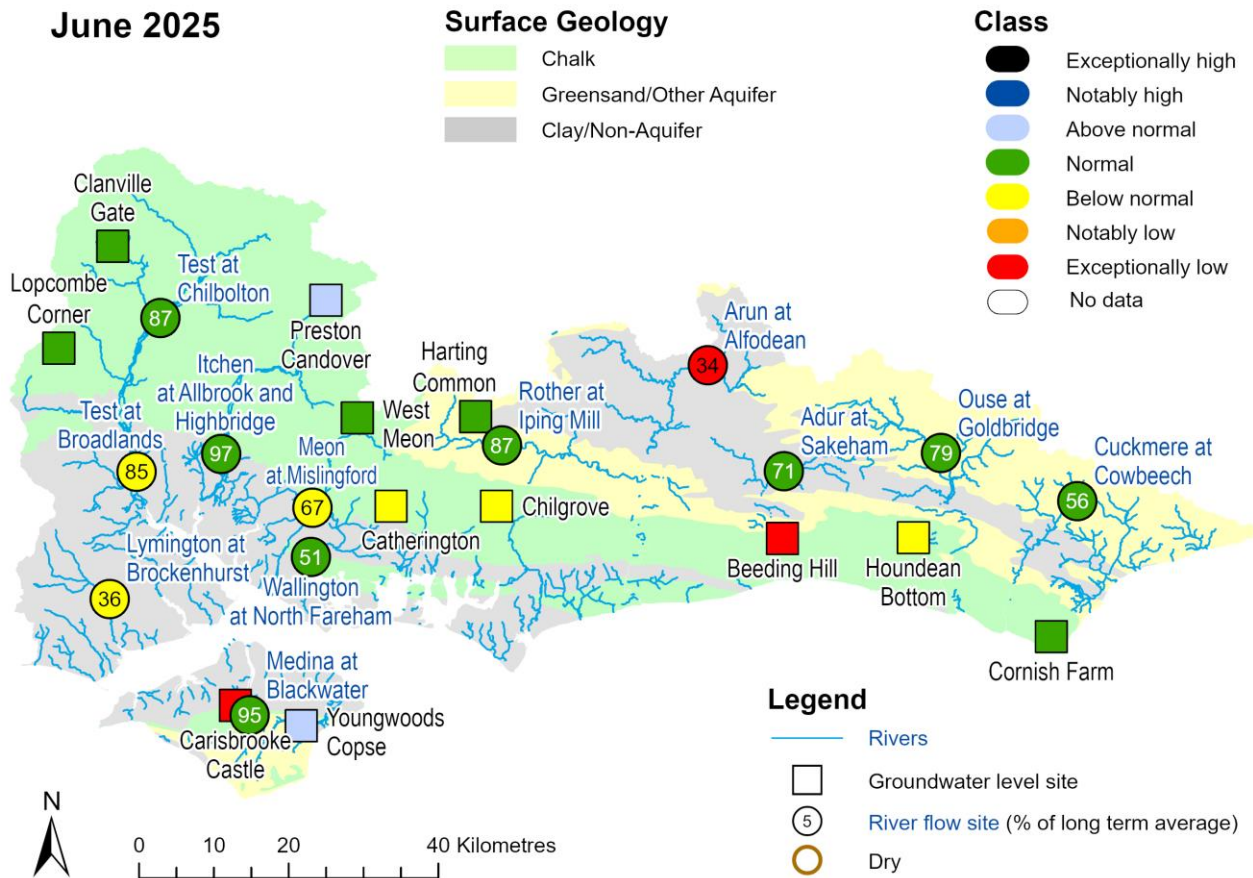 June 2025
Surface Geology
Chalk
Greensand/Other Aquifer
Clay/Non-Aquifer
Class
Exceptionally high
Notably high
Above normal
Normal
Below normal
Notably low
Exceptionally low
No data
Clanville
Gate
Lopcombe
Corner
Test at
Chilbolton
87
Preston
Candover
Itchen
at Allbrook and
Highbridge
97
Test at
Broadlands
85
West
Meon
Harting
Common
Rother at
Iping Mill
87
Arun at
Alfodean
34
Adur at
Sakeham
71
Ouse at
Goldbridge
79
Cuckmere at
Cowbeech
56
Meon
at Mislingford
67
Catherington
Chilgrove
Beeding Hill
Houndean
Bottom
Cornish Farm
Lymington at
Brockenhurst
36
51
Wallington
at North Fareham
Medina at
Blackwater
95
Carisbrooke
Castle
Youngwoods
Copse
N
0 10 20 40 Kilometres
Legend
Rivers
Groundwater level site
5
River flow site (% of long term average)
Dry